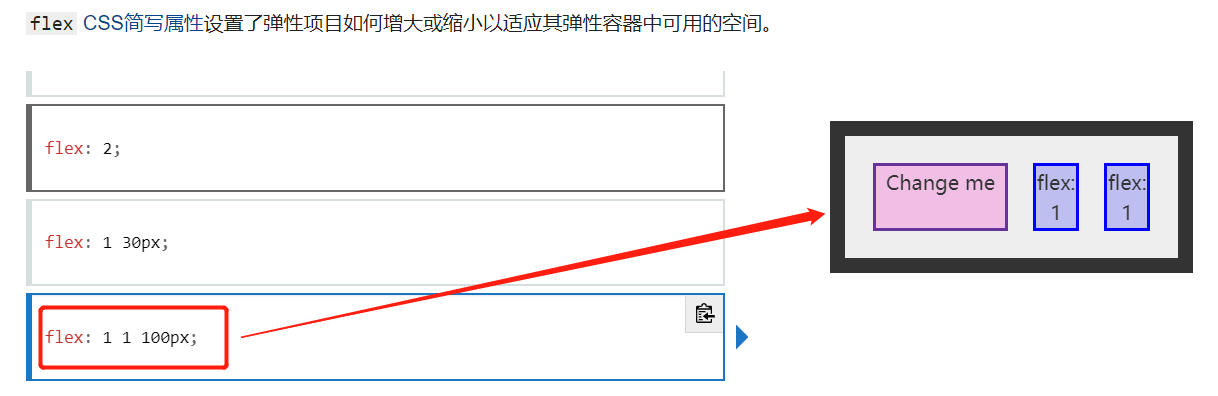 flex CSS简写属性设置了弹性项目如何增大或缩小以适应其弹性容器中可用的空间。
flex: 2;
flex: 1 30px;
flex: 1 1 100px;
Change me
flex:
1
flex:
1